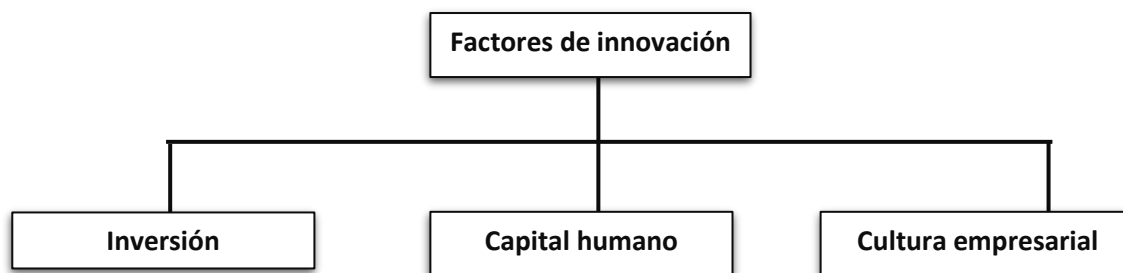 Factores de innovación
Inversión
Capital humano
Cultura empresarial